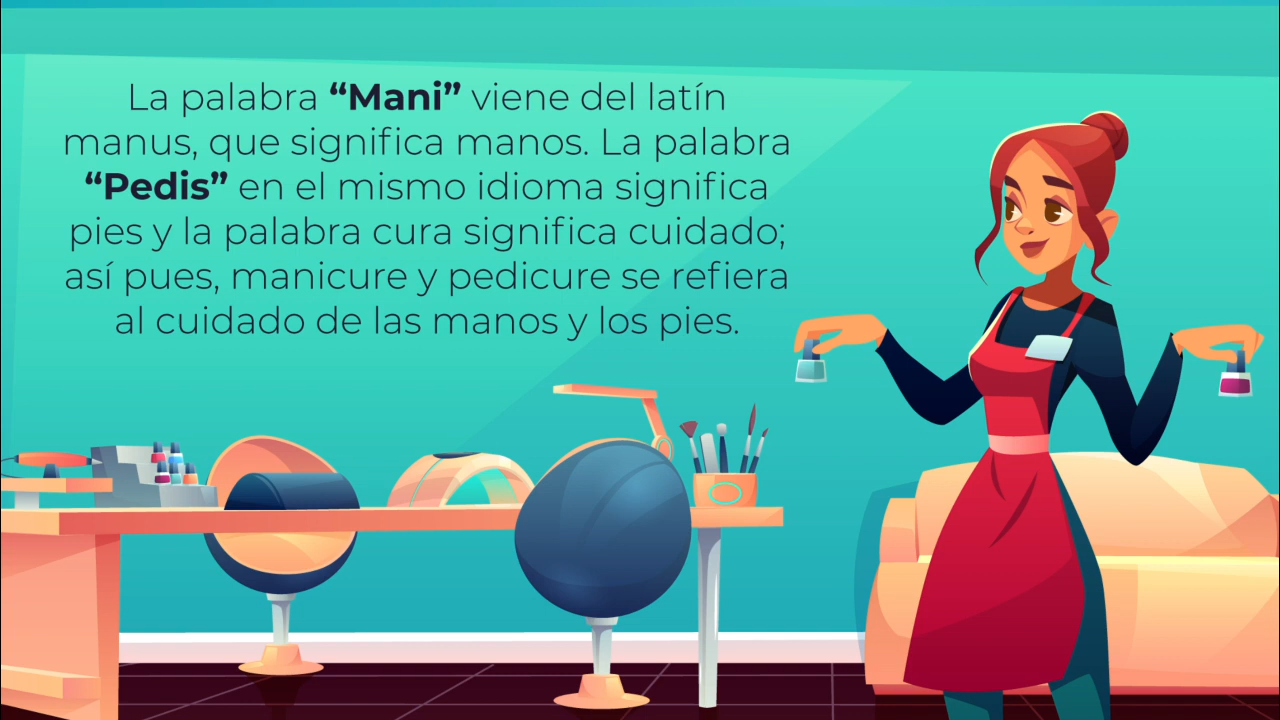 La palabra “Mani” viene del latín
manus, que significa manos. La palabra
“Pedis” en el mismo idioma significa
pies y la palabra cura significa cuidado;
así pues, manicure y pedicure se refiera
al cuidado de las manos y los pies.